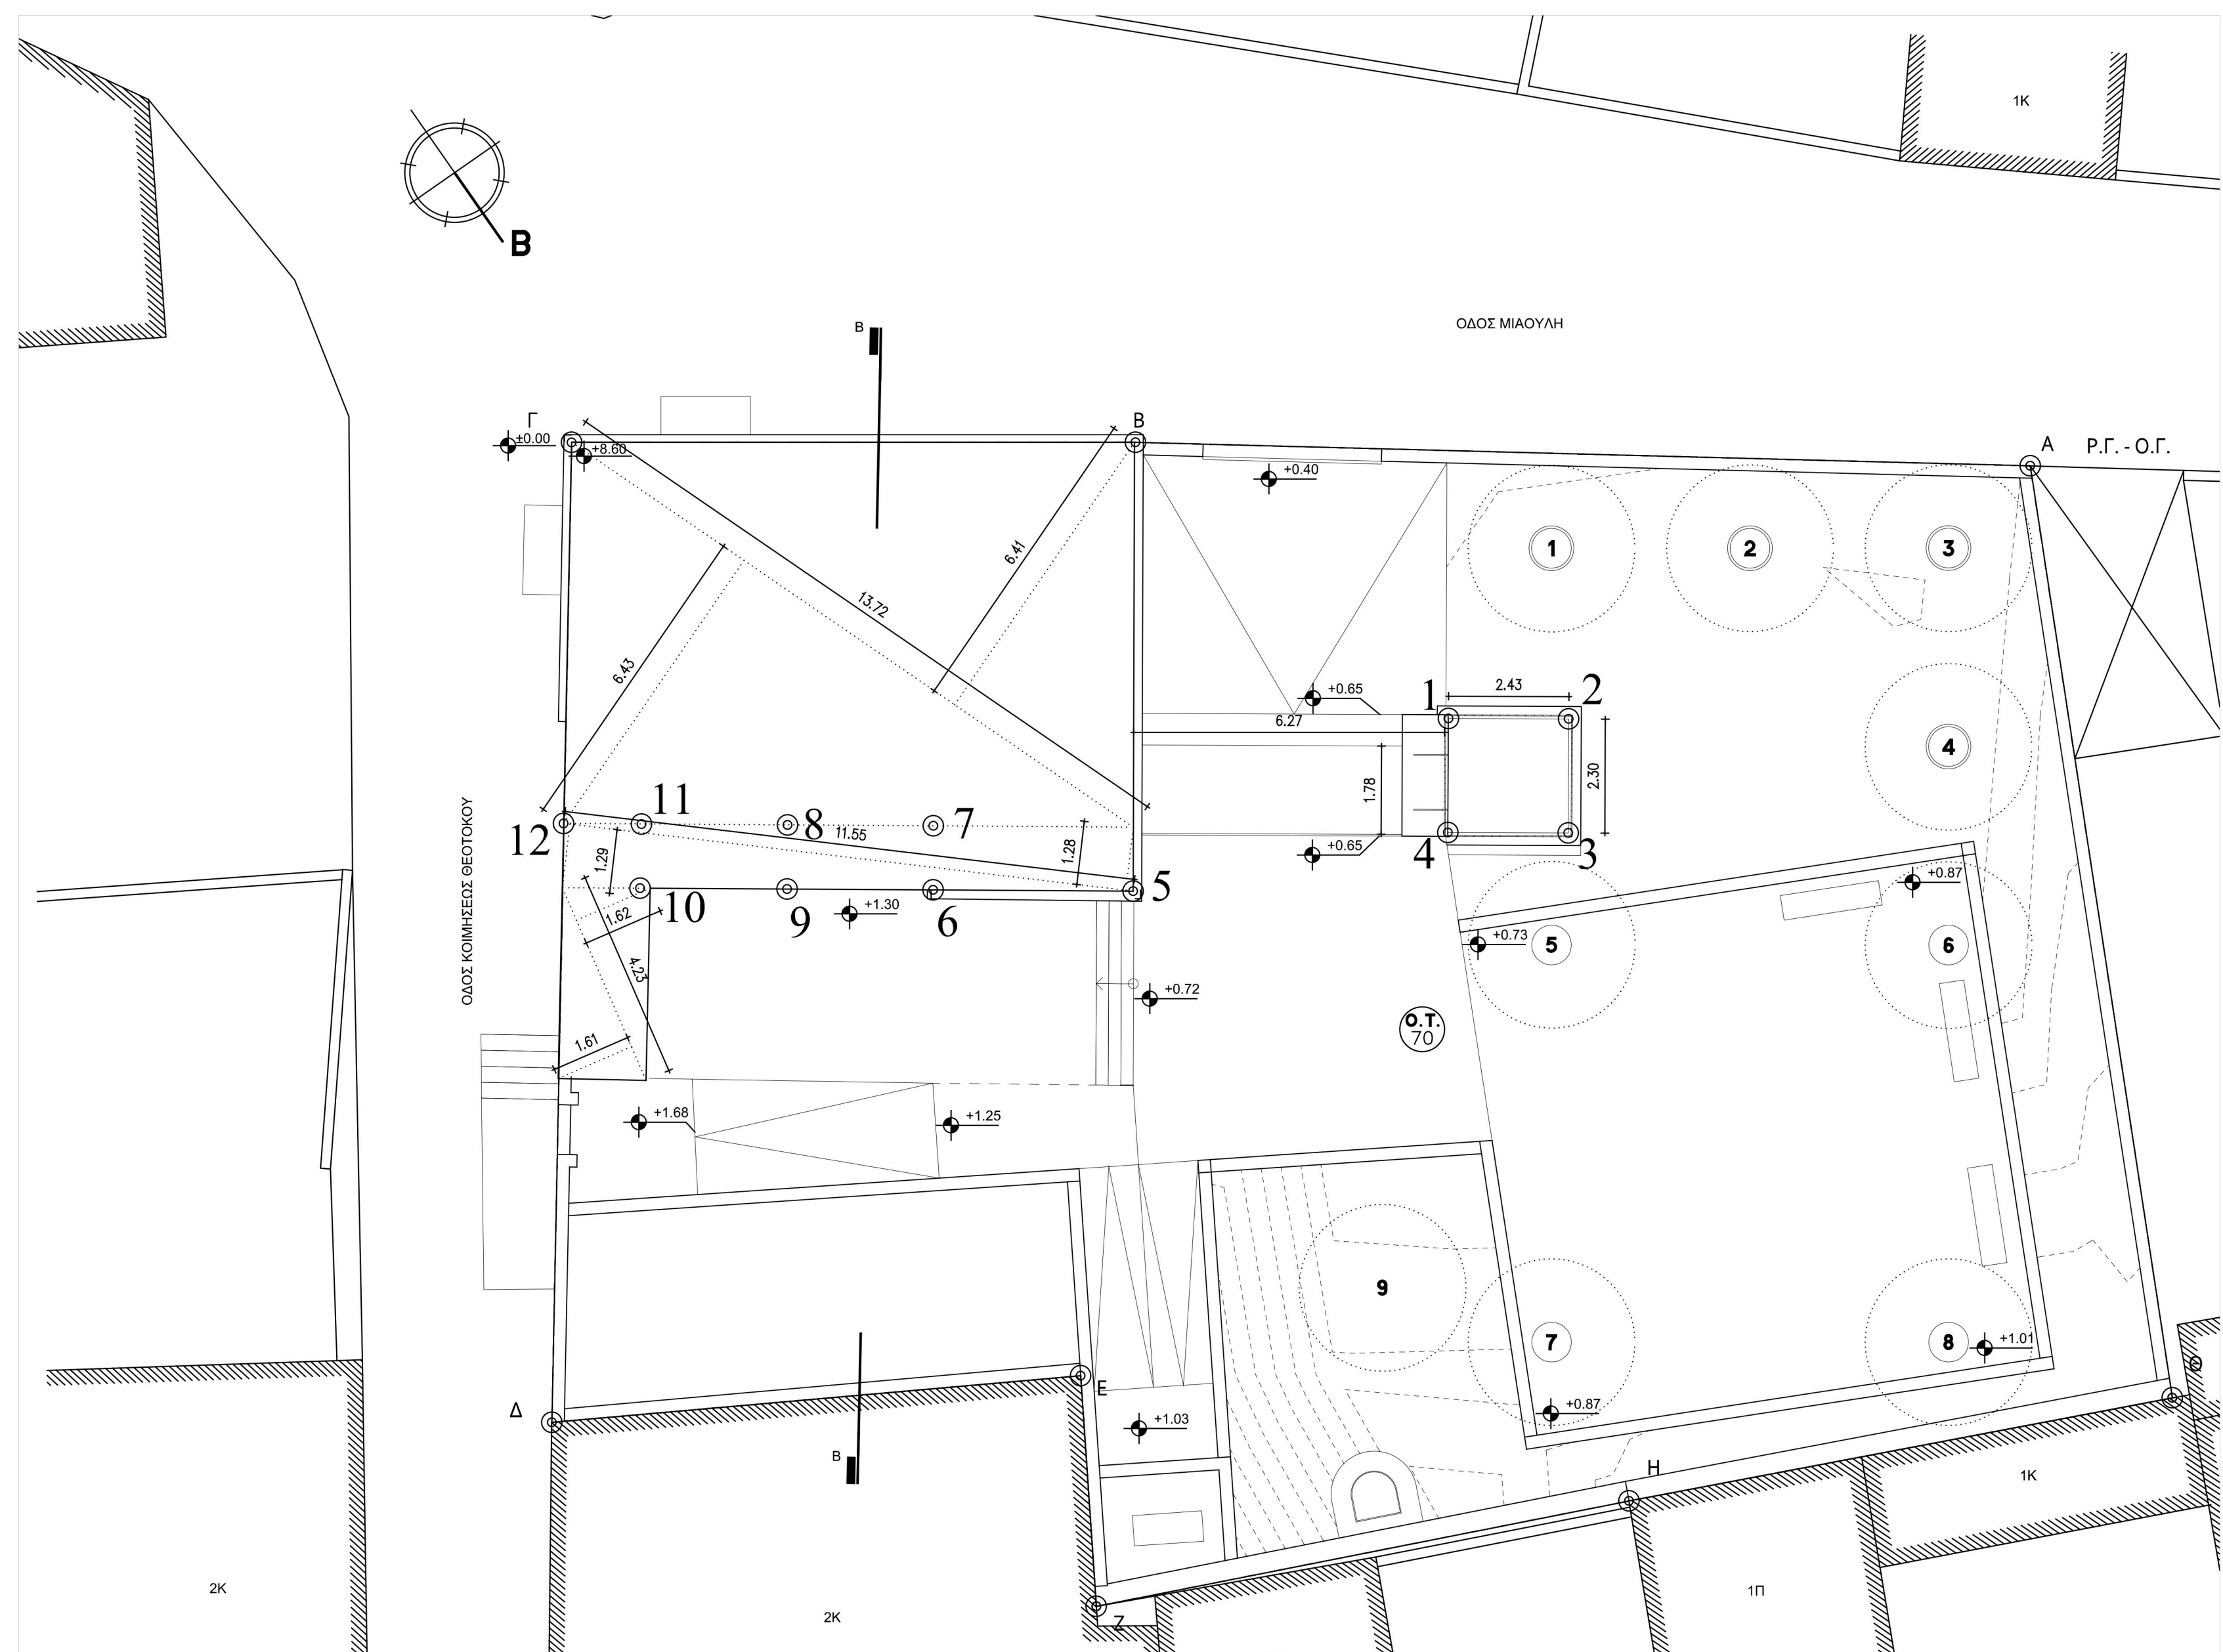 1K
B
B
ΟΔΟΣ ΜΙΑΟΥΛΗ
Γ
±0.00
+8.60
B
A
Ρ.Γ. - Ο.Γ.
+0.40
1
2
3
6.41
13.72
6.43
4
+0.65
1
2.43
2
6.27
2.30
1.78
ΟΔΟΣ ΚΟΙΜΗΣΕΩΣ ΘΕΟΤΟΚΟΥ
12
11
8
7
11.55
1.29
1.28
+0.65
4
3
5
10
9
6
+1.30
1.62
4.23
1.61
+0.87
+0.73
5
6
+0.72
Ο.Τ.
70
+1.68
+1.25
9
7
8
+1.01
Θ
Δ
E
+1.03
+0.87
B
H
1K
2K
2K
Z
1Π